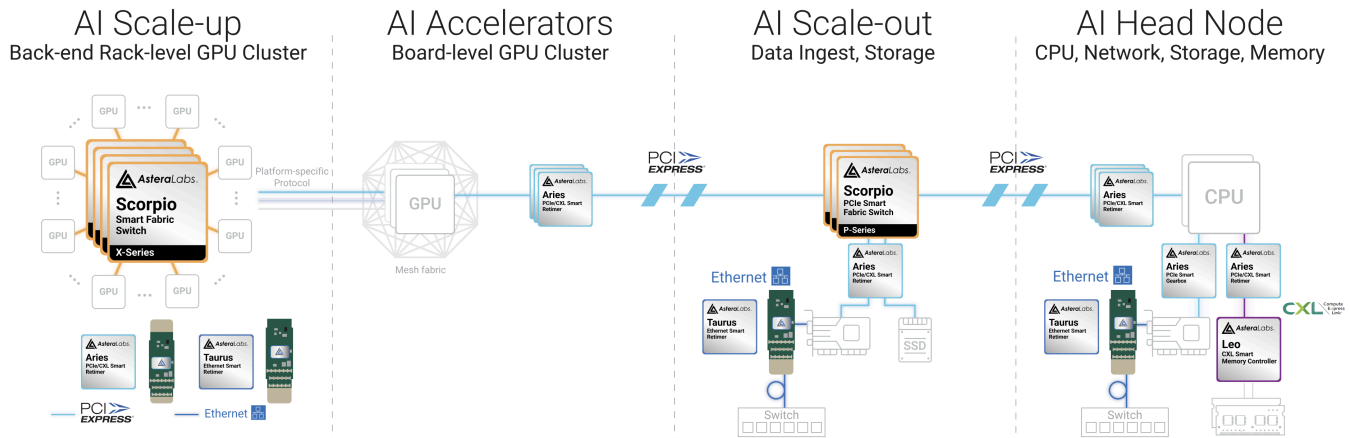 AI Scale-up
Back-end Rack-level GPU Cluster
GPU
GPU
GPU
GPU
AsteraLabs.
Scorpio
Smart Fabric
Switch
X-Series
GPU
GPU
GPU
GPU
Platform-specific
Protocol
AsteraLabs.
Aries
PCIe/CXL Smart
Retimer
AsteraLabs.
Taurus
Ethernet Smart
Retimer
PCI
EXPRESS
Ethernet
AI Accelerators
Board-level GPU Cluster
GPU
Mesh fabric
AsteraLabs.
Aries
PCIe/CXL Smart
Retimer
PCI
EXPRESS
AI Scale-out
Data Ingest, Storage
AsteraLabs.
Scorpio
PCIe Smart
Fabric Switch
P-Series
AsteraLabs.
Aries
PCIe/CXL Smart
Retimer
Ethernet
AsteraLabs.
Taurus
Ethernet Smart
Retimer
SSD
Switch
PCI
EXPRESS
AI Head Node
CPU, Network, Storage, Memory
AsteraLabs.
Aries
PCIe/CXL Smart
Retimer
CPU
AsteraLabs.
Aries
PCIe Smart
Gearbox
AsteraLabs.
Aries
PCIe/CXL Smart
Retimer
Ethernet
AsteraLabs.
Taurus
Ethernet Smart
Retimer
CXL
Compute
Express
Link
AsteraLabs.
Leo
CXL Smart
Memory Controller
Switch